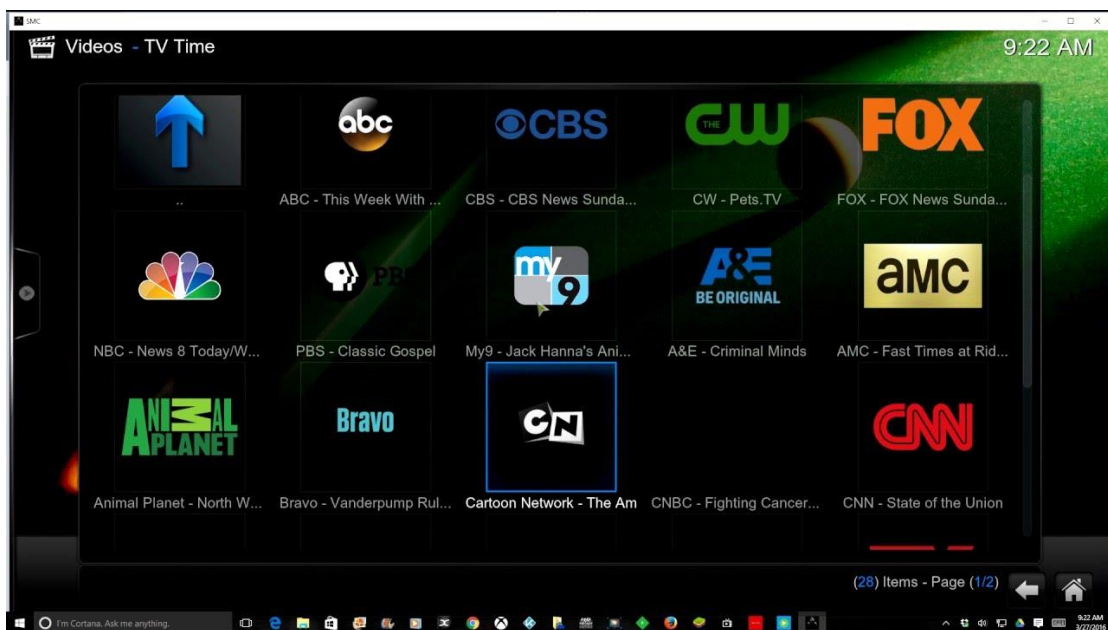 SMC
Videos - TV Time
9:22 AM
abc
CBS
THE CW
FOX
..
ABC - This Week With ...
CBS - CBS News Sunda...
CW - Pets.TV
FOX - FOX News Sunda...
PBS
my 9
A&E
BE ORIGINAL
aMC
NBC - News 8 Today/W...
PBS - Classic Gospel
My9 - Jack Hanna's Ani...
A&E - Criminal Minds
AMC - Fast Times at Rid...
ANIMAL
PLANET
Bravo
CN
CNN
Animal Planet - North W...
Bravo - Vanderpump Rul...
Cartoon Network - The Am
CNBC - Fighting Cancer...
CNN - State of the Union
(28) Items - Page (1/2)
I'm Cortana. Ask me anything.
9:22 AM
3/27/2016